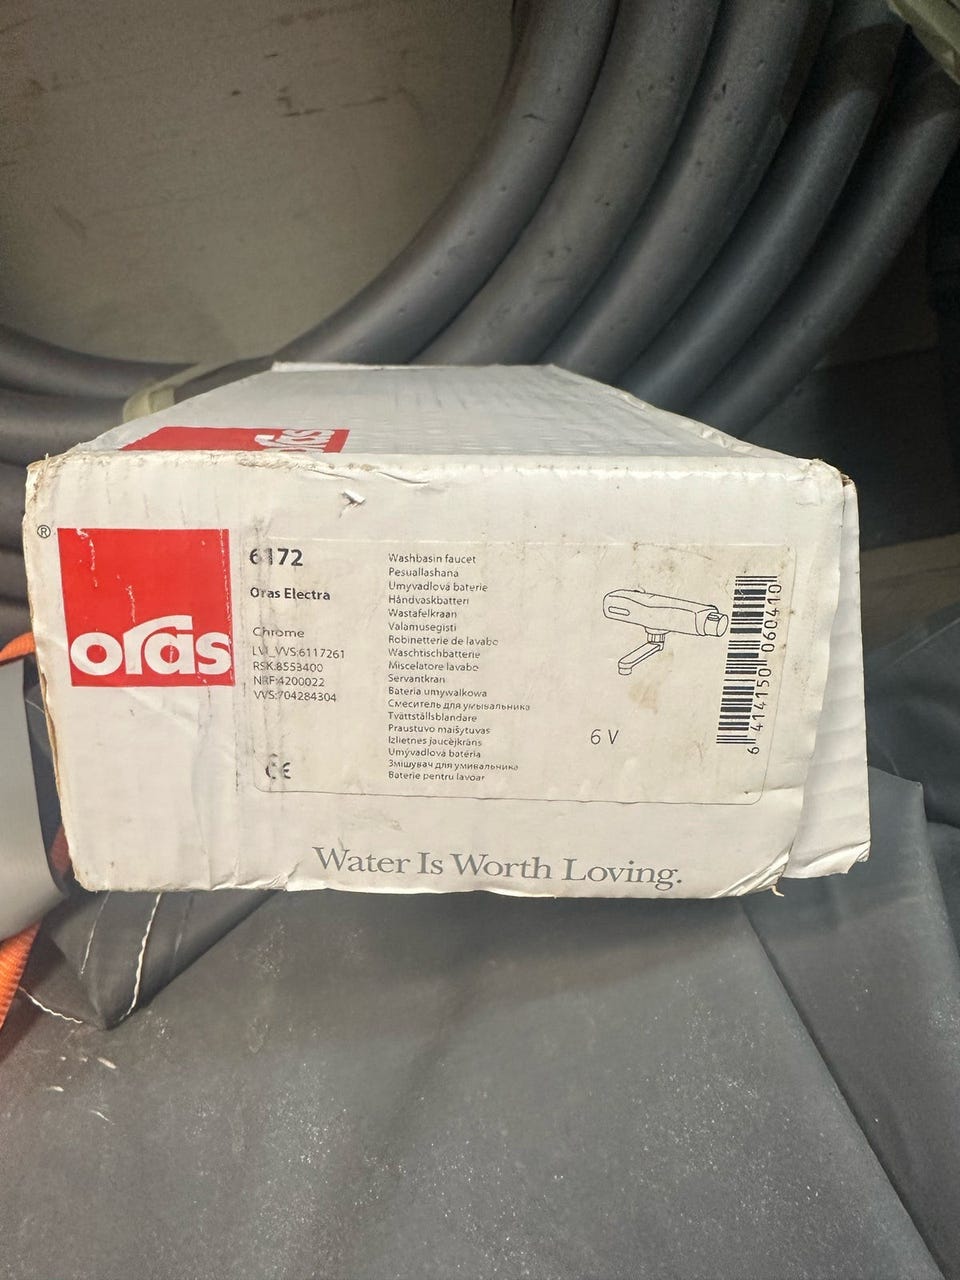 oras
®
oras
6172
Oras Electra
Chrome
LVI_VVS:6117261
RSK:8553400
NRF:4200022
VVS:704284304
CE
Washbasin faucet
Pesuallashana
Umyvadlová baterie
Håndvaskbatteri
Wastafelkraan
Valamusegisti
Robinetterie de lavabo
Waschtischbatterie
Miscelatore lavabo
Servantkran
Bateria umywalkowa
Смеситель для умывальника
Tvättställsblandare
Praustuvo maišytuvas
Izlietnes jaucējkrāns
Umývadlová batéria
Змішувач для умивальника
Baterie pentru lavoar
6 V
6 414150 060410
Water Is Worth Loving.